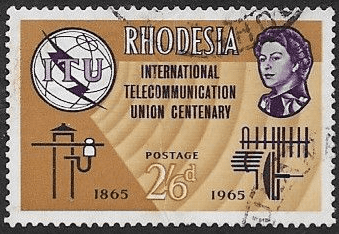 RHODESIA
ITU
INTERNATIONAL
TELECOMMUNICATION
UNION CENTENARY
POSTAGE
2/6d
1865 1965